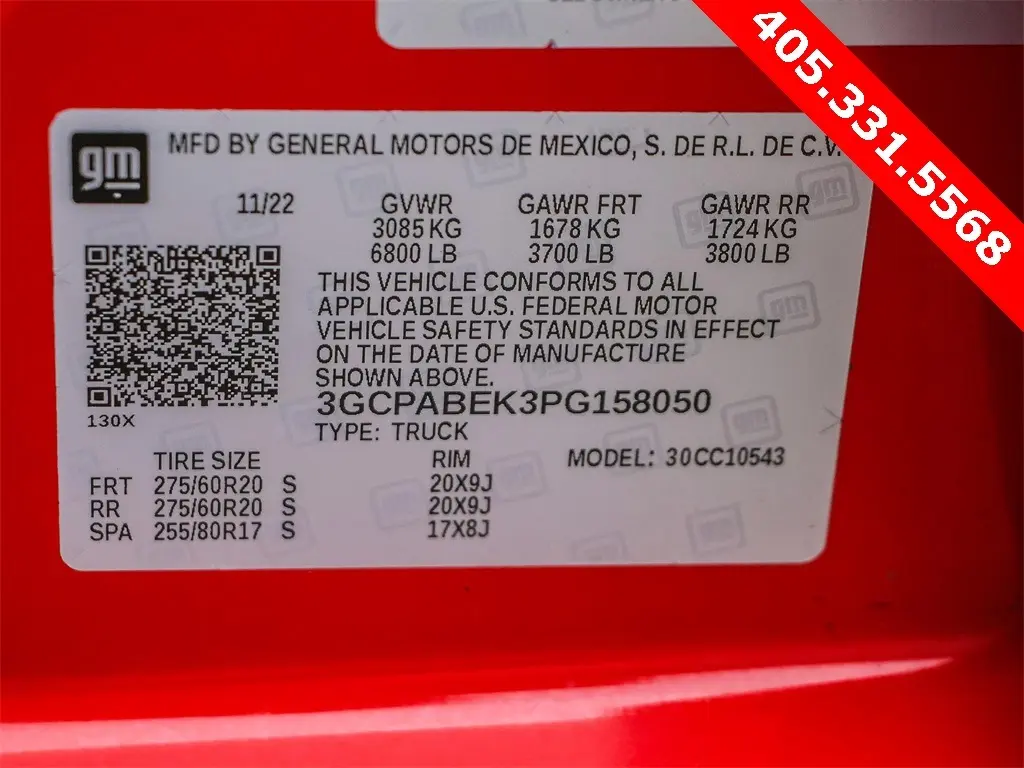 405.331.5568
gm
MFD BY GENERAL MOTORS DE MEXICO, S. DE R.L. DE C.V.
11/22 GVWR GAWR FRT GAWR RR
3085 KG 1678 KG 1724 KG
6800 LB 3700 LB 3800 LB
THIS VEHICLE CONFORMS TO ALL
APPLICABLE U.S. FEDERAL MOTOR
VEHICLE SAFETY STANDARDS IN EFFECT
ON THE DATE OF MANUFACTURE
SHOWN ABOVE.
3GCPABEK3PG158050
130X
TYPE: TRUCK
TIRE SIZE RIM MODEL: 30CC10543
FRT 275/60R20 S 20X9J
RR 275/60R20 S 20X9J
SPA 255/80R17 S 17X8J